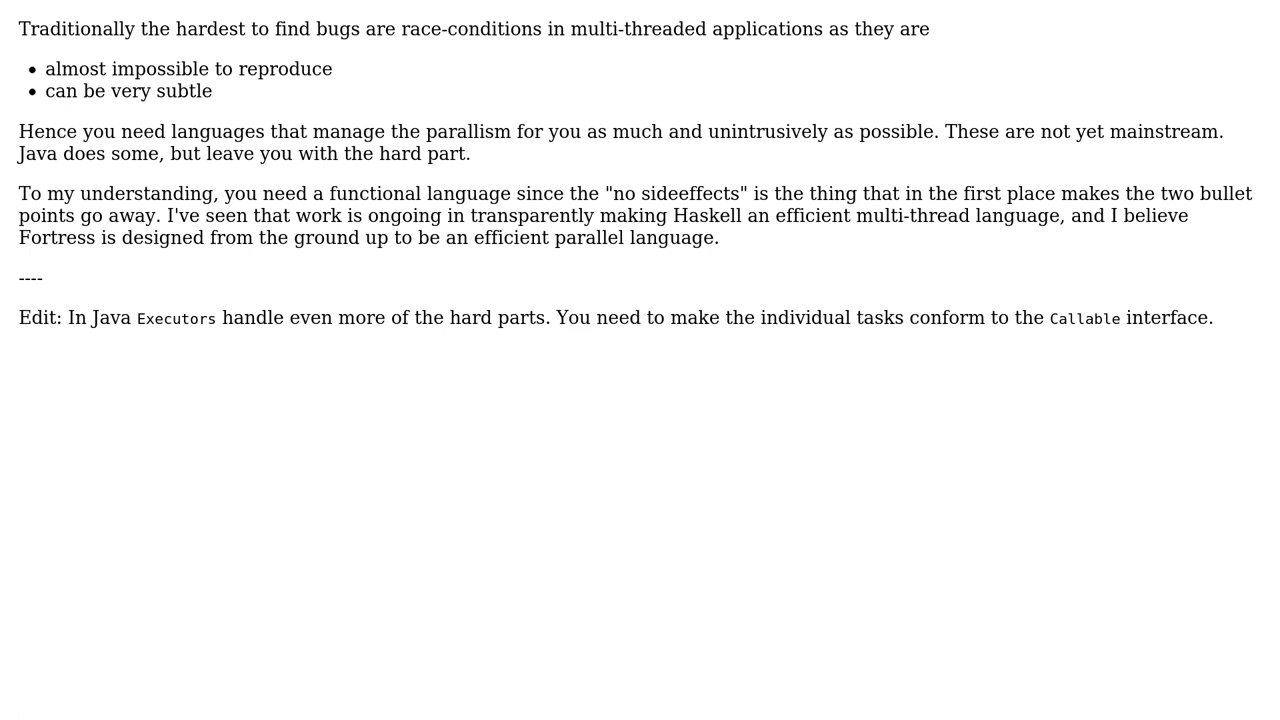 Traditionally the hardest to find bugs are race-conditions in multi-threaded applications as they are
• almost impossible to reproduce
• can be very subtle
Hence you need languages that manage the parallism for you as much and unintrusively as possible. These are not yet mainstream.
Java does some, but leave you with the hard part.
To my understanding, you need a functional language since the "no sideeffects" is the thing that in the first place makes the two bullet
points go away. I've seen that work is ongoing in transparently making Haskell an efficient multi-thread language, and I believe
Fortress is designed from the ground up to be an efficient parallel language.
----
Edit: In Java Executors handle even more of the hard parts. You need to make the individual tasks conform to the Callable interface.